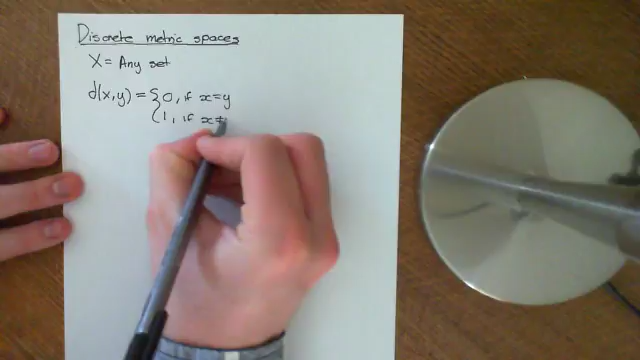 Discrete metric spaces
X = Any set
d(x,y) = { 0, if x=y
1, if x≠